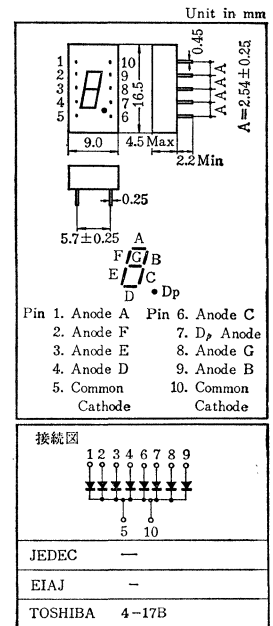 Unit in mm
0.45
1 10
2 9
3 8
4 7
5 6
16.5
A A A A
A=2.54±0.25
9.0 4.5 Max
2.2 Min
0.25
5.7±0.25
A
F G B
E C
D Dp
Pin 1. Anode A Pin 6. Anode C
2. Anode F 7. Dp Anode
3. Anode E 8. Anode G
4. Anode D 9. Anode B
5. Common 10. Common
Cathode Cathode
接続図
1 2 3 4 6 7 8 9
5 10
JEDEC —
EIAJ –
TOSHIBA 4-17B